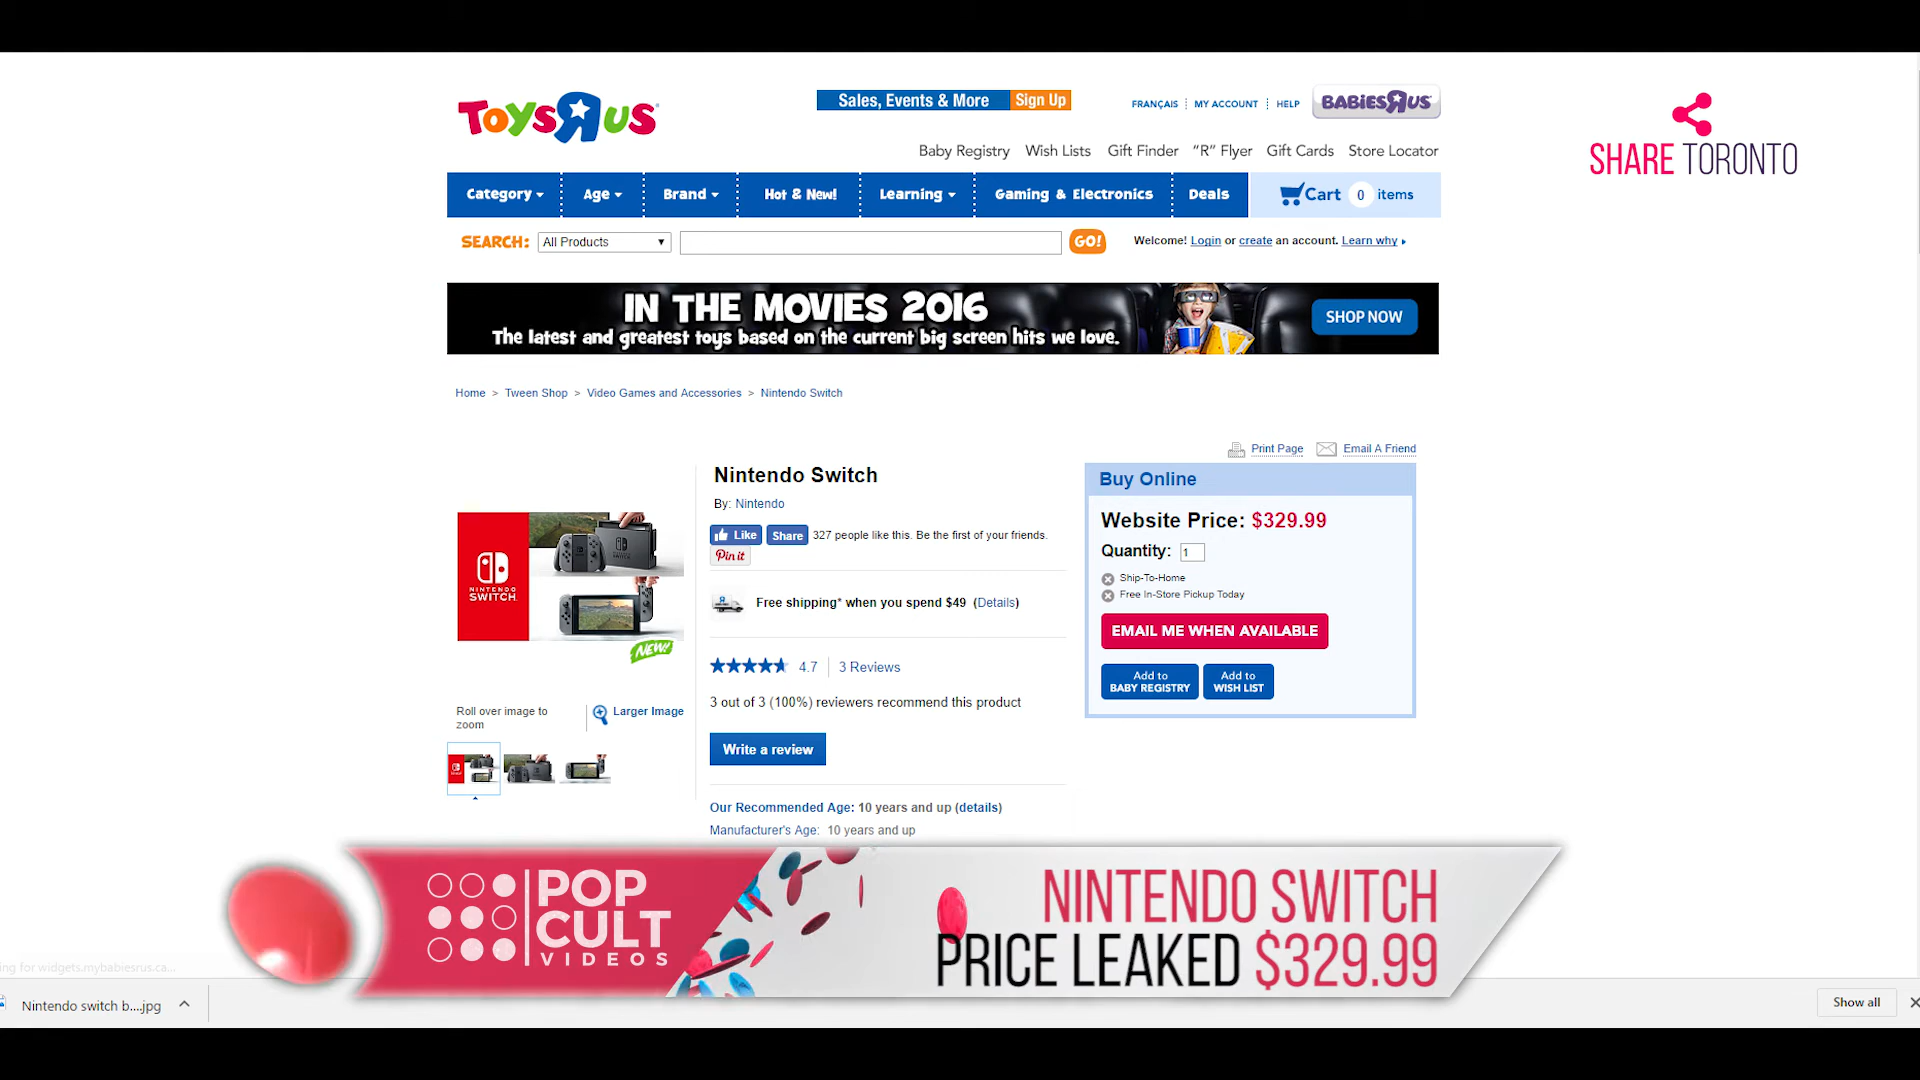 TOYSRUS
Sales, Events & More Sign Up
FRANÇAIS MY ACCOUNT HELP
BABIESRUS
SHARE TORONTO
Baby Registry Wish Lists Gift Finder “R” Flyer Gift Cards Store Locator
Category Age Brand Hot & New! Learning Gaming & Electronics Deals Cart 0 items
SEARCH: All Products GO! Welcome! Login or create an account. Learn why
IN THE MOVIES 2016
The latest and greatest toys based on the current big screen hits we love.
SHOP NOW
Home > Tween Shop > Video Games and Accessories > Nintendo Switch
Print Page Email A Friend
NINTENDO
SWITCH
NEW!
Roll over image to
zoom
Larger Image
Nintendo Switch
By: Nintendo
Like Share 327 people like this. Be the first of your friends.
Pin it
Free shipping* when you spend $49 (Details)
4.7 3 Reviews
3 out of 3 (100%) reviewers recommend this product
Write a review
Our Recommended Age: 10 years and up (details)
Manufacturer's Age: 10 years and up
Buy Online
Website Price: $329.99
Quantity: 1
Ship-To-Home
Free In-Store Pickup Today
EMAIL ME WHEN AVAILABLE
Add to
BABY REGISTRY
Add to
WISH LIST
POP
CULT
VIDEOS
NINTENDO SWITCH
PRICE LEAKED $329.99
ing for widgets.mybabiesrus.ca...
Nintendo switch b....jpg
Show all